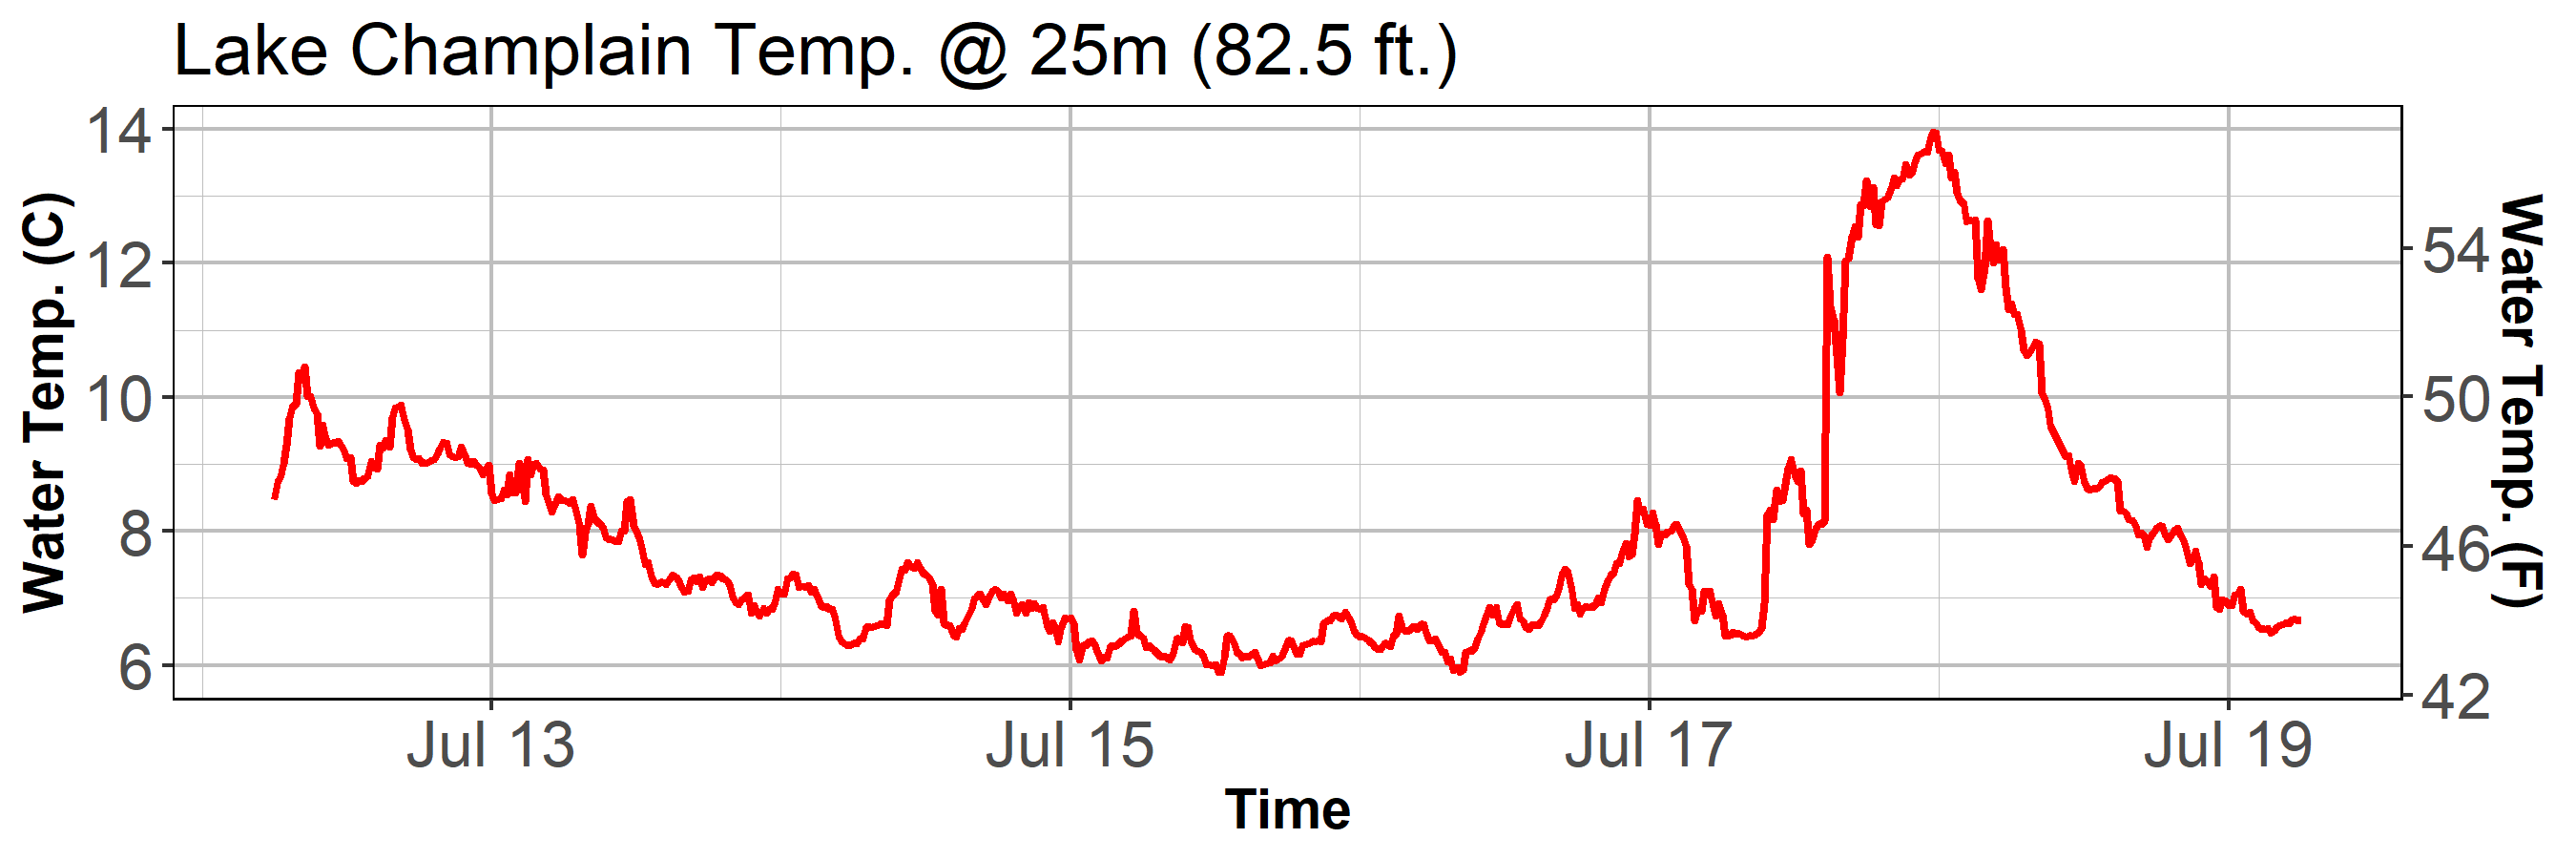 Lake Champlain Temp. @ 25m (82.5 ft.)
Water Temp. (C)
14
12
10
8
6
54
50
46
42
Water Temp. (F)
Jul 13 Jul 15 Jul 17 Jul 19
Time